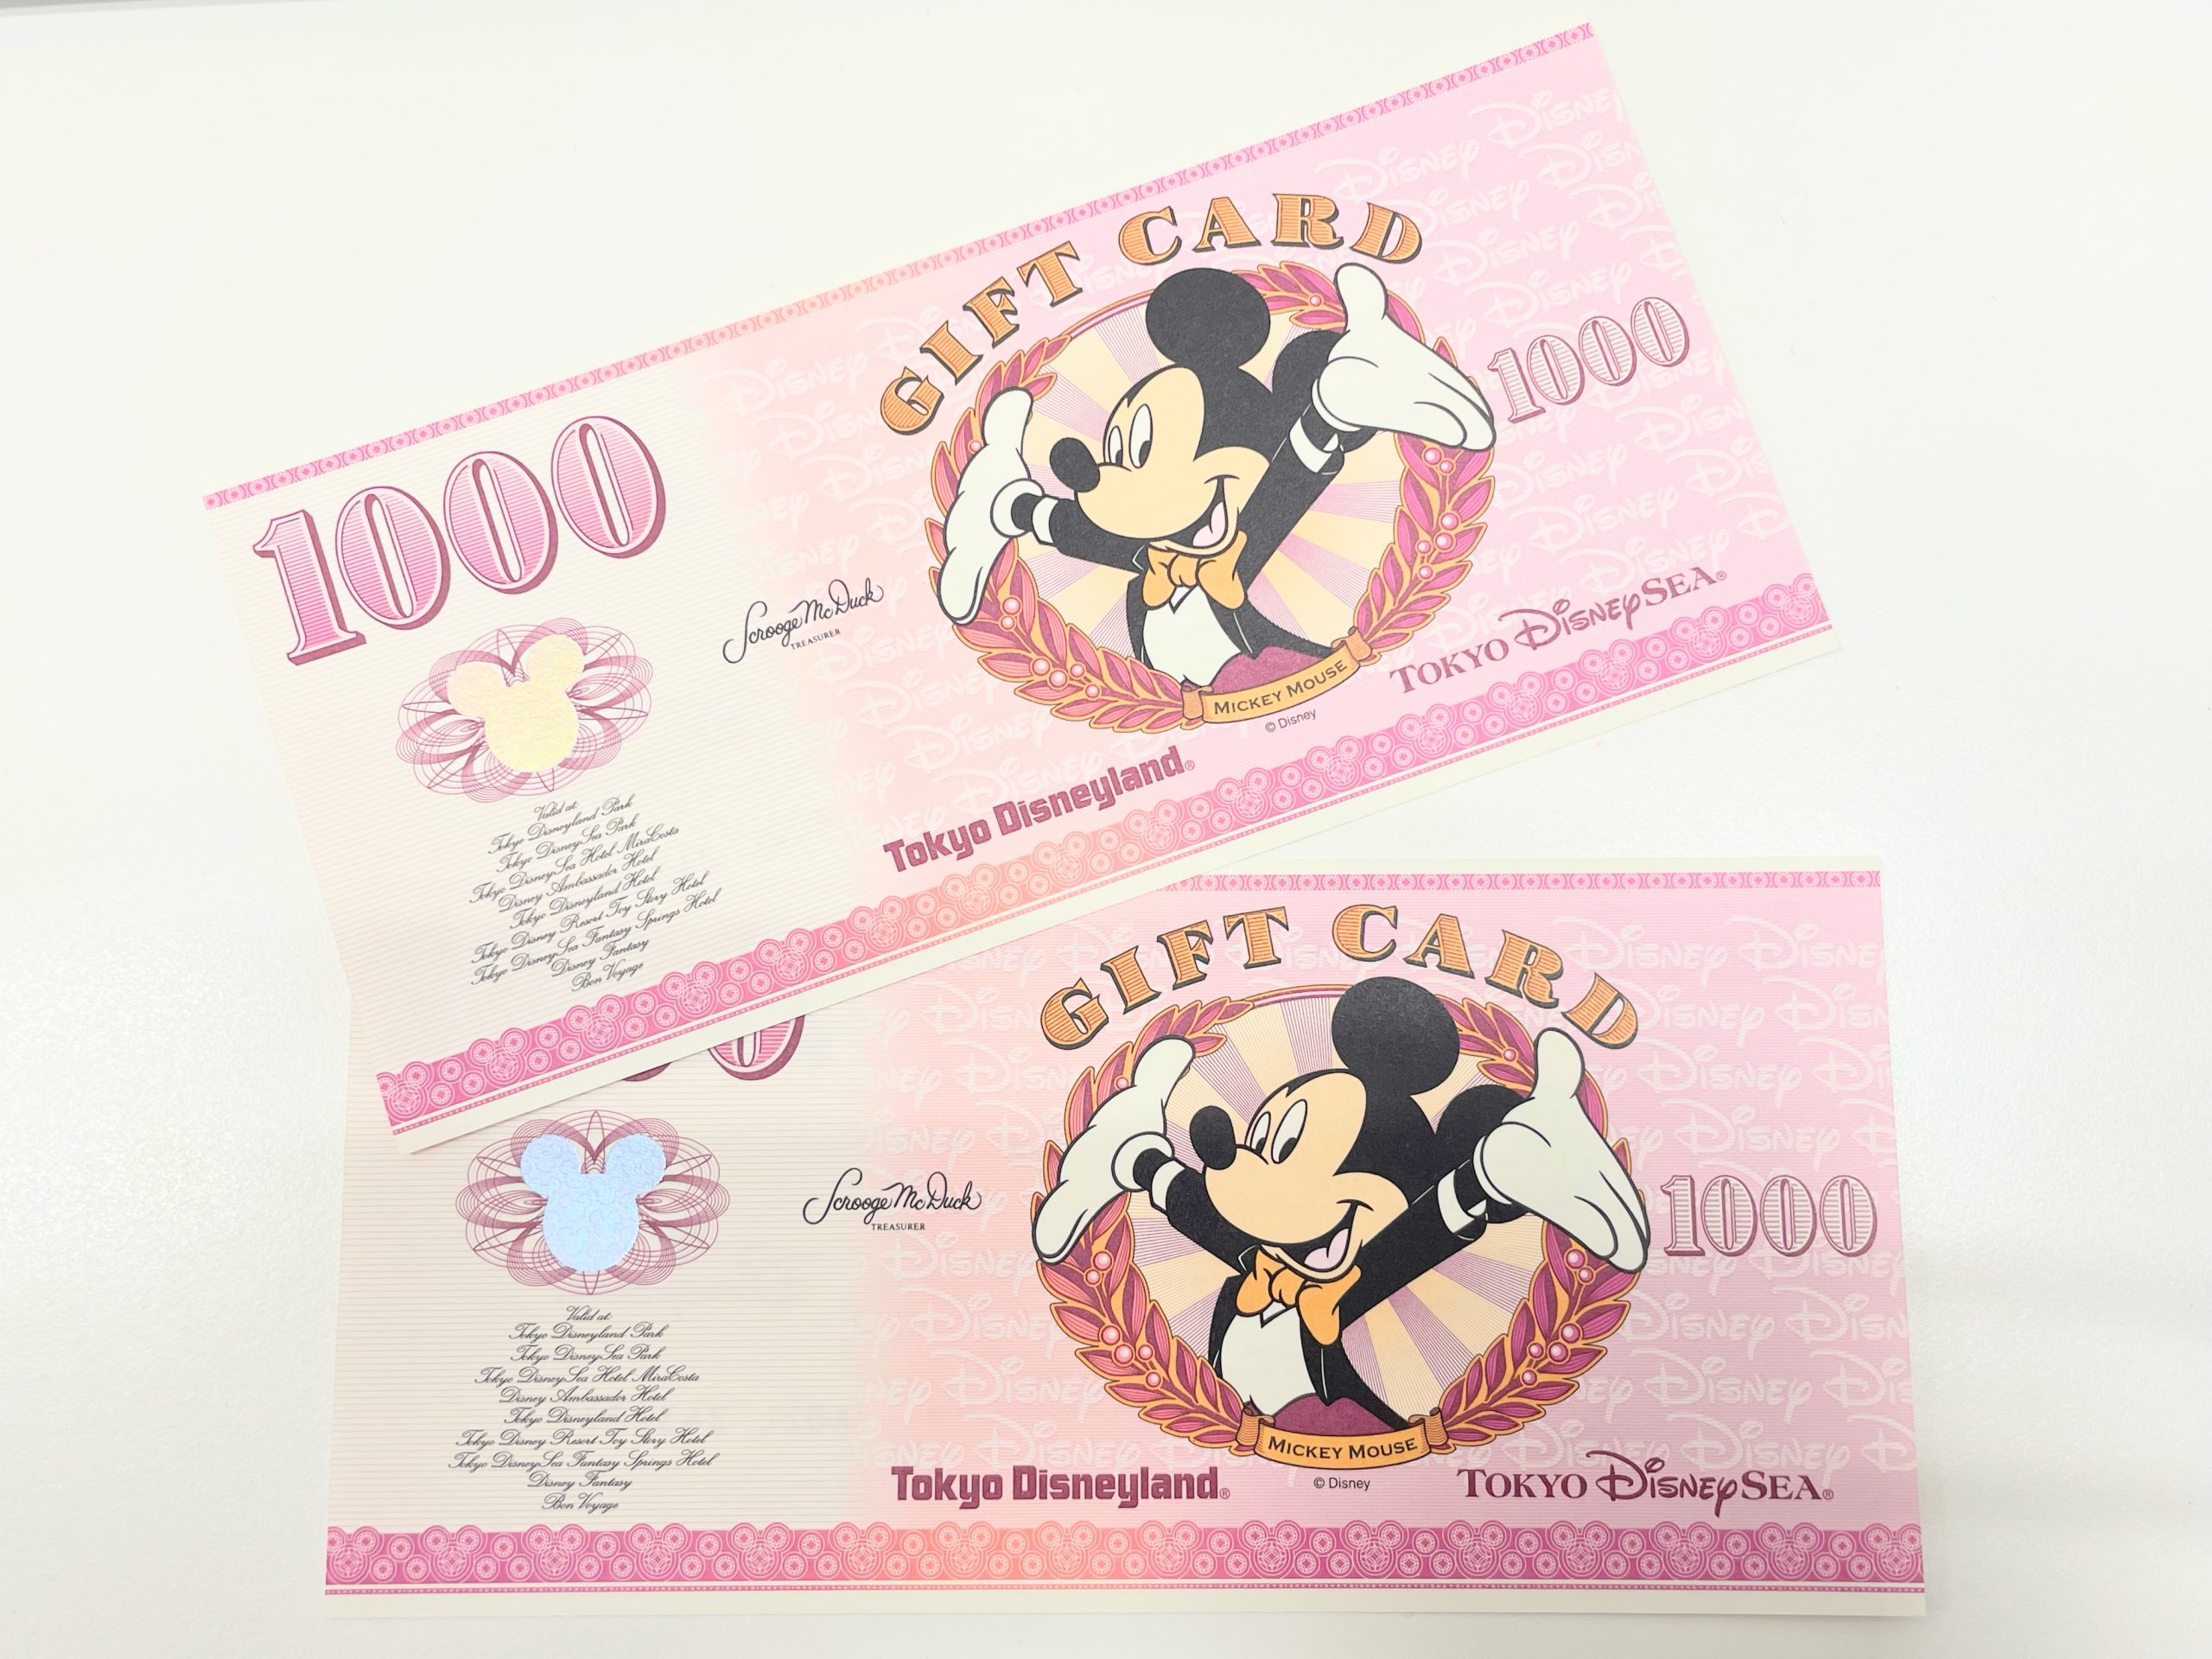 GIFT CARD
1000
1000
Scrooge McDuck
TREASURER
MICKEY MOUSE
© Disney
Tokyo Disneyland®
TOKYO DISNEY SEA®
Valid at:
Tokyo Disneyland Park
Tokyo DisneySea Park
Tokyo DisneySea Hotel MiraCosta
Disney Ambassador Hotel
Tokyo Disneyland Hotel
Tokyo Disney Resort Toy Story Hotel
Tokyo DisneySea Fantasy Springs Hotel
Disney Fantasy
Bon Voyage
GIFT CARD
1000
Scrooge McDuck
TREASURER
Valid at:
Tokyo Disneyland Park
Tokyo DisneySea Park
Tokyo DisneySea Hotel MiraCosta
Disney Ambassador Hotel
Tokyo Disneyland Hotel
Tokyo Disney Resort Toy Story Hotel
Tokyo DisneySea Fantasy Springs Hotel
Disney Fantasy
Bon Voyage
MICKEY MOUSE
© Disney
Tokyo Disneyland®
TOKYO DISNEY SEA®